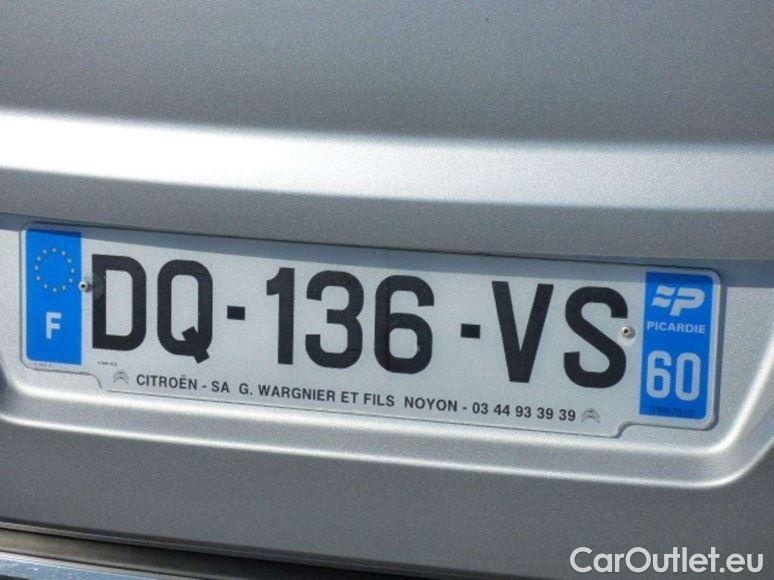 F
DQ-136-VS
PICARDIE
60
CITROËN - SA G. WARGNIER ET FILS NOYON - 03 44 93 39 39
CarOutlet.eu